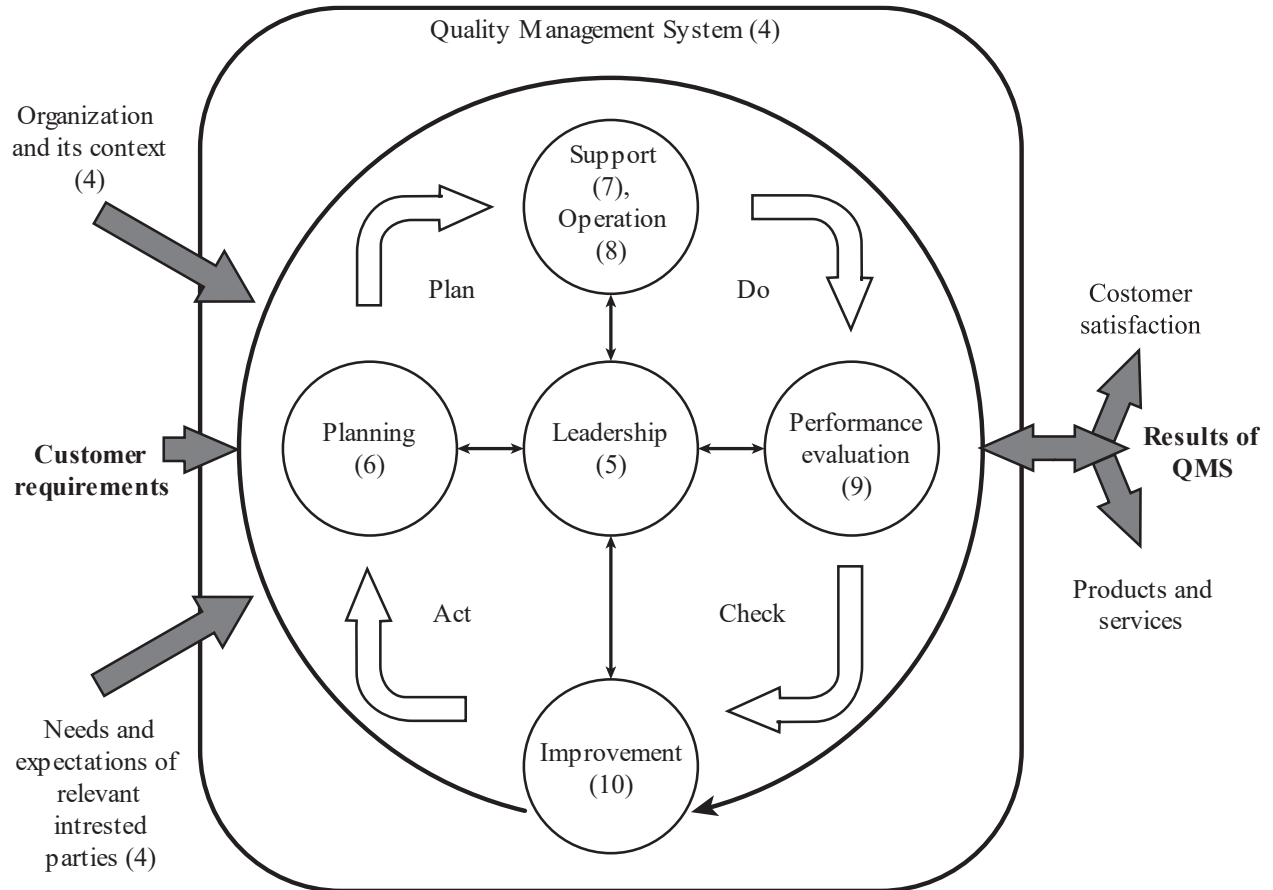 Quality Management System (4)
Organization
and its context
(4)
Support
(7),
Operation
(8)
Plan
Do
Costomer
satisfaction
Customer
requirements
Planning
(6)
Leadership
(5)
Performance
evaluation
(9)
Results of
QMS
Act
Check
Products and
services
Needs and
expectations of
relevant
intrested
parties (4)
Improvement
(10)